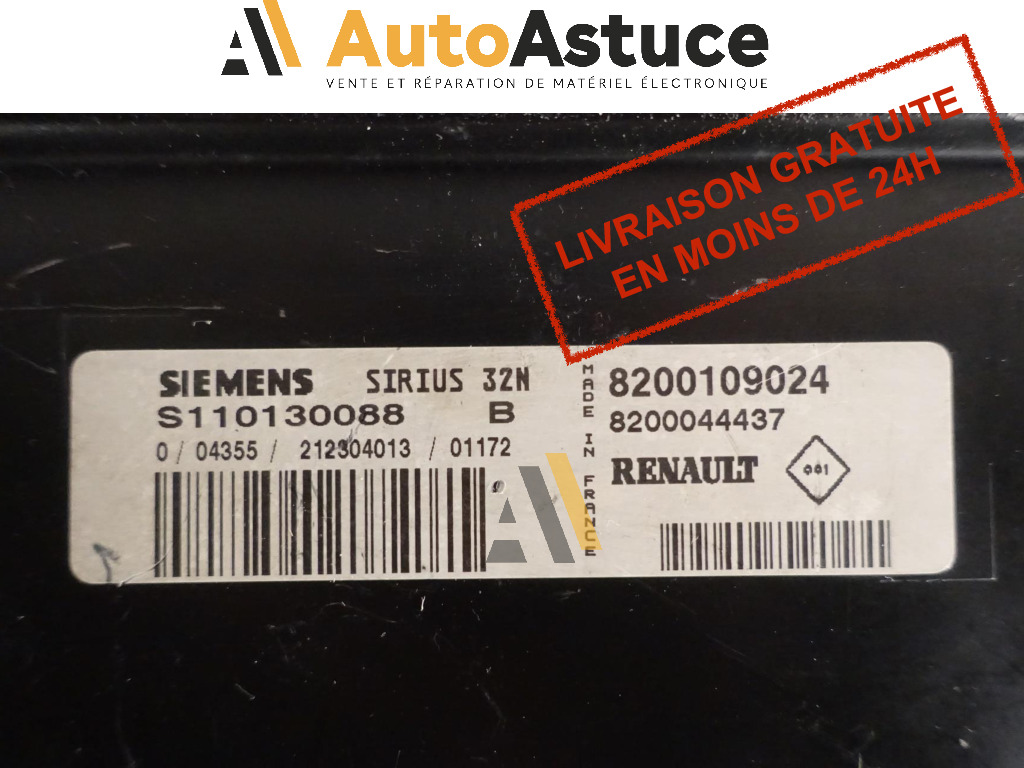 AutoAstuce
VENTE ET RÉPARATION DE MATÉRIEL ÉLECTRONIQUE
LIVRAISON GRATUITE
EN MOINS DE 24H
SIEMENS SIRIUS 32N
S110130088 B
0 / 04355 / 212304013 / 01172
MADE IN FRANCE
8200109024
8200044437
RENAULT
001